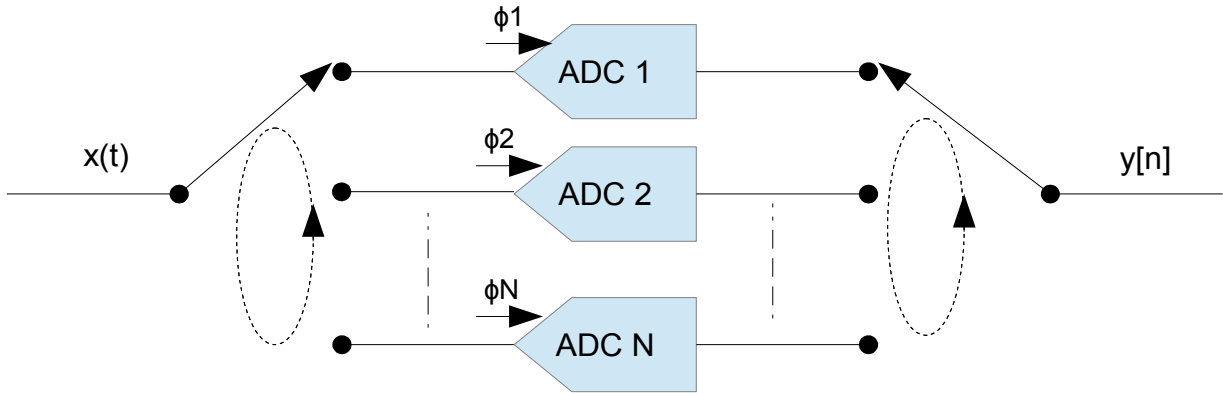 ϕ1
ADC 1
x(t)
ϕ2
ADC 2
y[n]
ϕN
ADC N